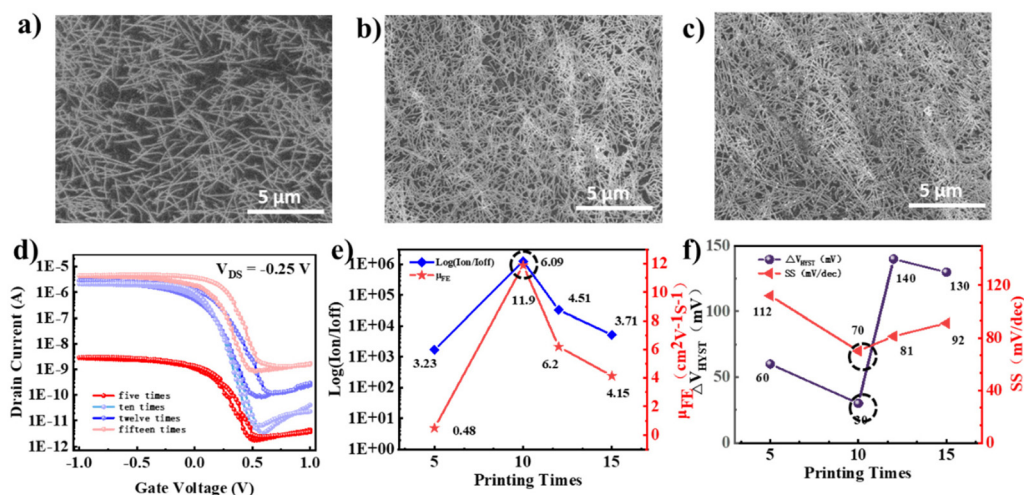 a)
b)
c)
5 μm
5 μm
5 μm
d)
1E-5
1E-6
1E-7
1E-8
1E-9
1E-10
1E-11
1E-12
Drain Current (A)
V_DS = -0.25 V
five times
ten times
twelve times
fifteen times
-1.0 -0.5 0.0 0.5 1.0
Gate Voltage (V)
e)
Log(Ion/Ioff)
μ_FE
1E+06
1E+05
1E+04
1E+03
1E+02
1E+01
1E+00
Log(Ion/Ioff)
3.23
6.09
4.51
3.71
0.48
11.9
6.2
4.15
12
10
8
6
4
2
0
μ_FE (cm²v-1S-1)
5 10 15
Printing Times
f)
△V_HYST (mV)
SS (mV/dec)
150
100
50
0
△V_HYST (mV)
112
60
70
140
130
81
92
120
80
40
0
SS (mV/dec)
5 10 15
Printing Times